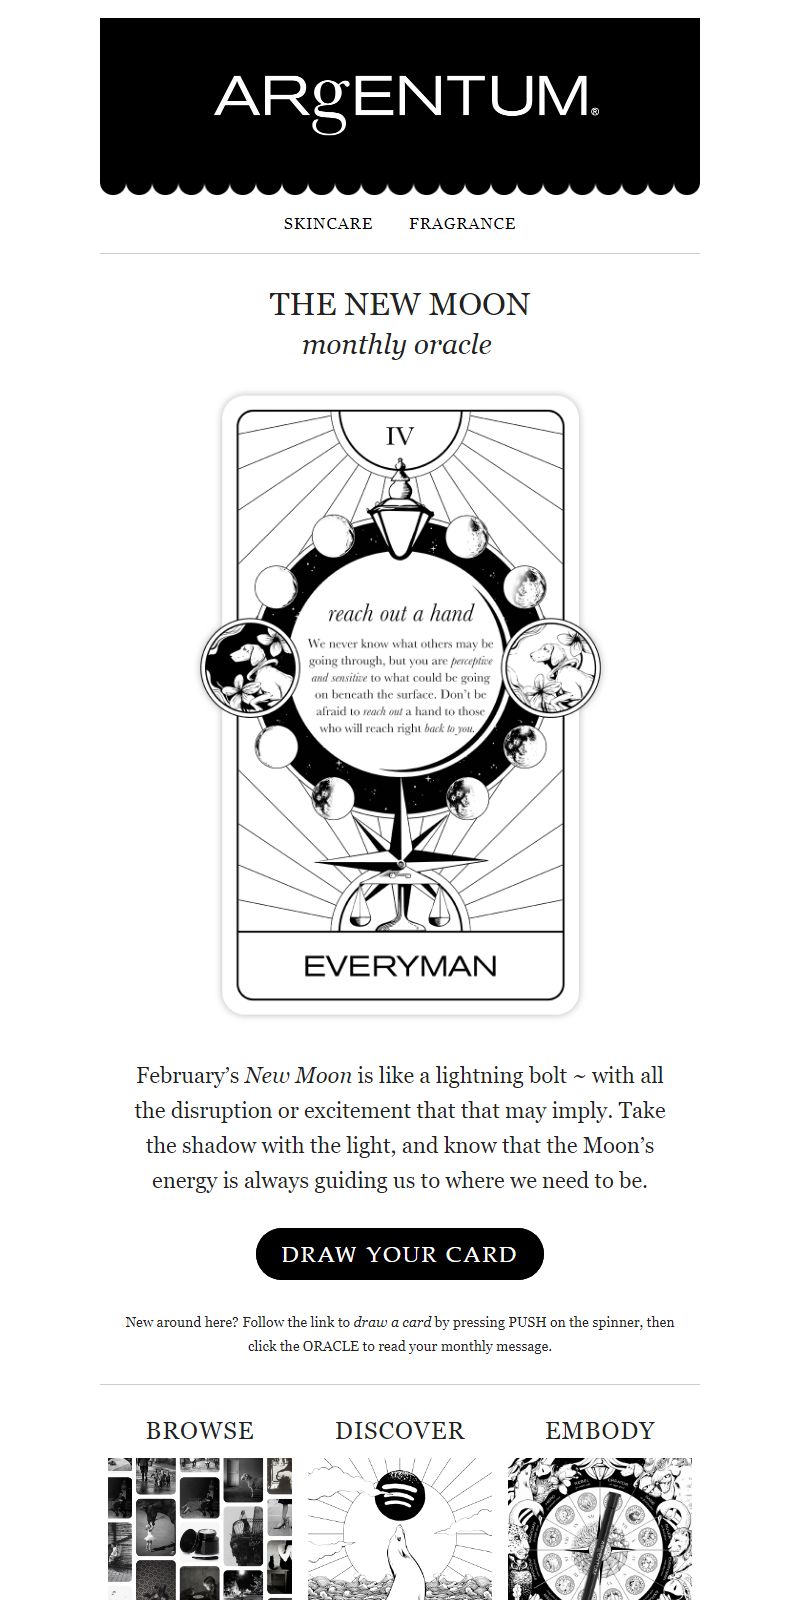 ARgENTUM®
SKINCARE FRAGRANCE
THE NEW MOON
monthly oracle
IV
reach out a hand
We never know what others may be
going through, but you are perceptive
and sensitive to what could be going
on beneath the surface. Don't be
afraid to reach out a hand to those
who will reach right back to you.
EVERYMAN
February's New Moon is like a lightning bolt ~ with all
the disruption or excitement that that may imply. Take
the shadow with the light, and know that the Moon's
energy is always guiding us to where we need to be.
DRAW YOUR CARD
New around here? Follow the link to draw a card by pressing PUSH on the spinner, then
click the ORACLE to read your monthly message.
BROWSE DISCOVER EMBODY